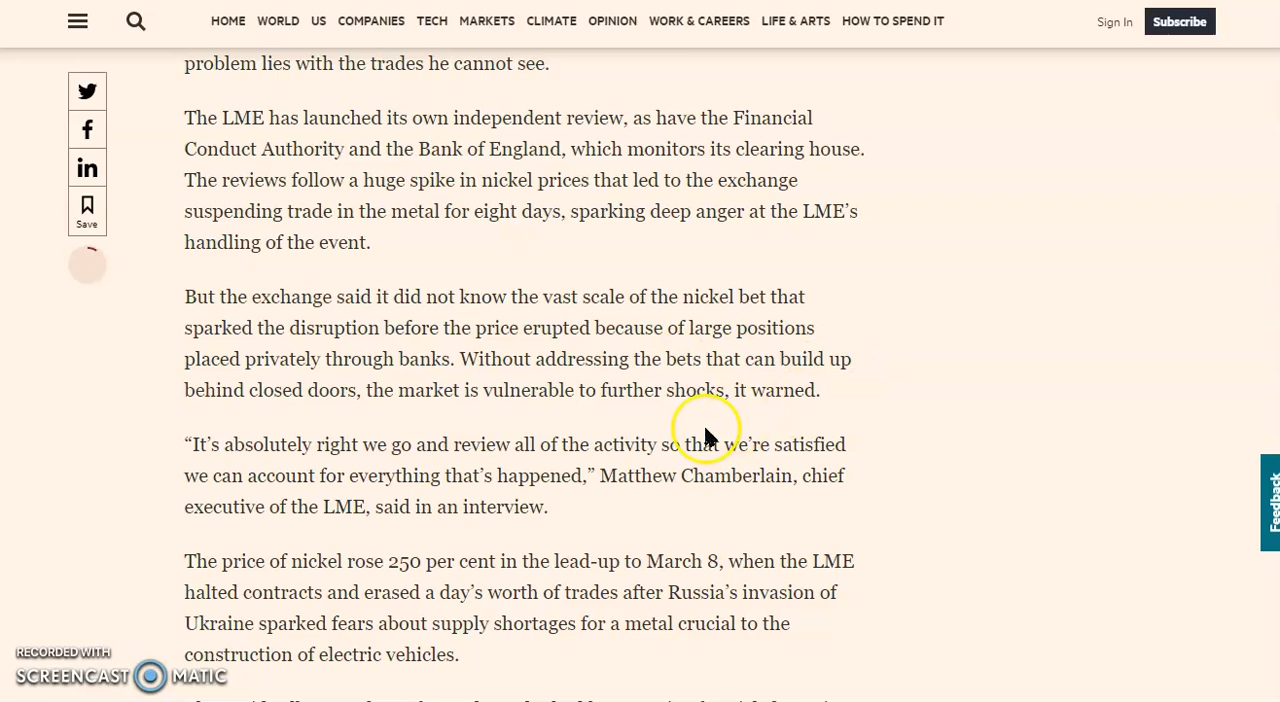 HOME WORLD US COMPANIES TECH MARKETS CLIMATE OPINION WORK & CAREERS LIFE & ARTS HOW TO SPEND IT
Sign In
Subscribe
problem lies with the trades he cannot see.
The LME has launched its own independent review, as have the Financial
Conduct Authority and the Bank of England, which monitors its clearing house.
The reviews follow a huge spike in nickel prices that led to the exchange
suspending trade in the metal for eight days, sparking deep anger at the LME’s
handling of the event.
Save
But the exchange said it did not know the vast scale of the nickel bet that
sparked the disruption before the price erupted because of large positions
placed privately through banks. Without addressing the bets that can build up
behind closed doors, the market is vulnerable to further shocks, it warned.
“It’s absolutely right we go and review all of the activity so that we’re satisfied
we can account for everything that’s happened,” Matthew Chamberlain, chief
executive of the LME, said in an interview.
Feedback
The price of nickel rose 250 per cent in the lead-up to March 8, when the LME
halted contracts and erased a day’s worth of trades after Russia’s invasion of
Ukraine sparked fears about supply shortages for a metal crucial to the
construction of electric vehicles.
RECORDED WITH
SCREENCAST MATIC